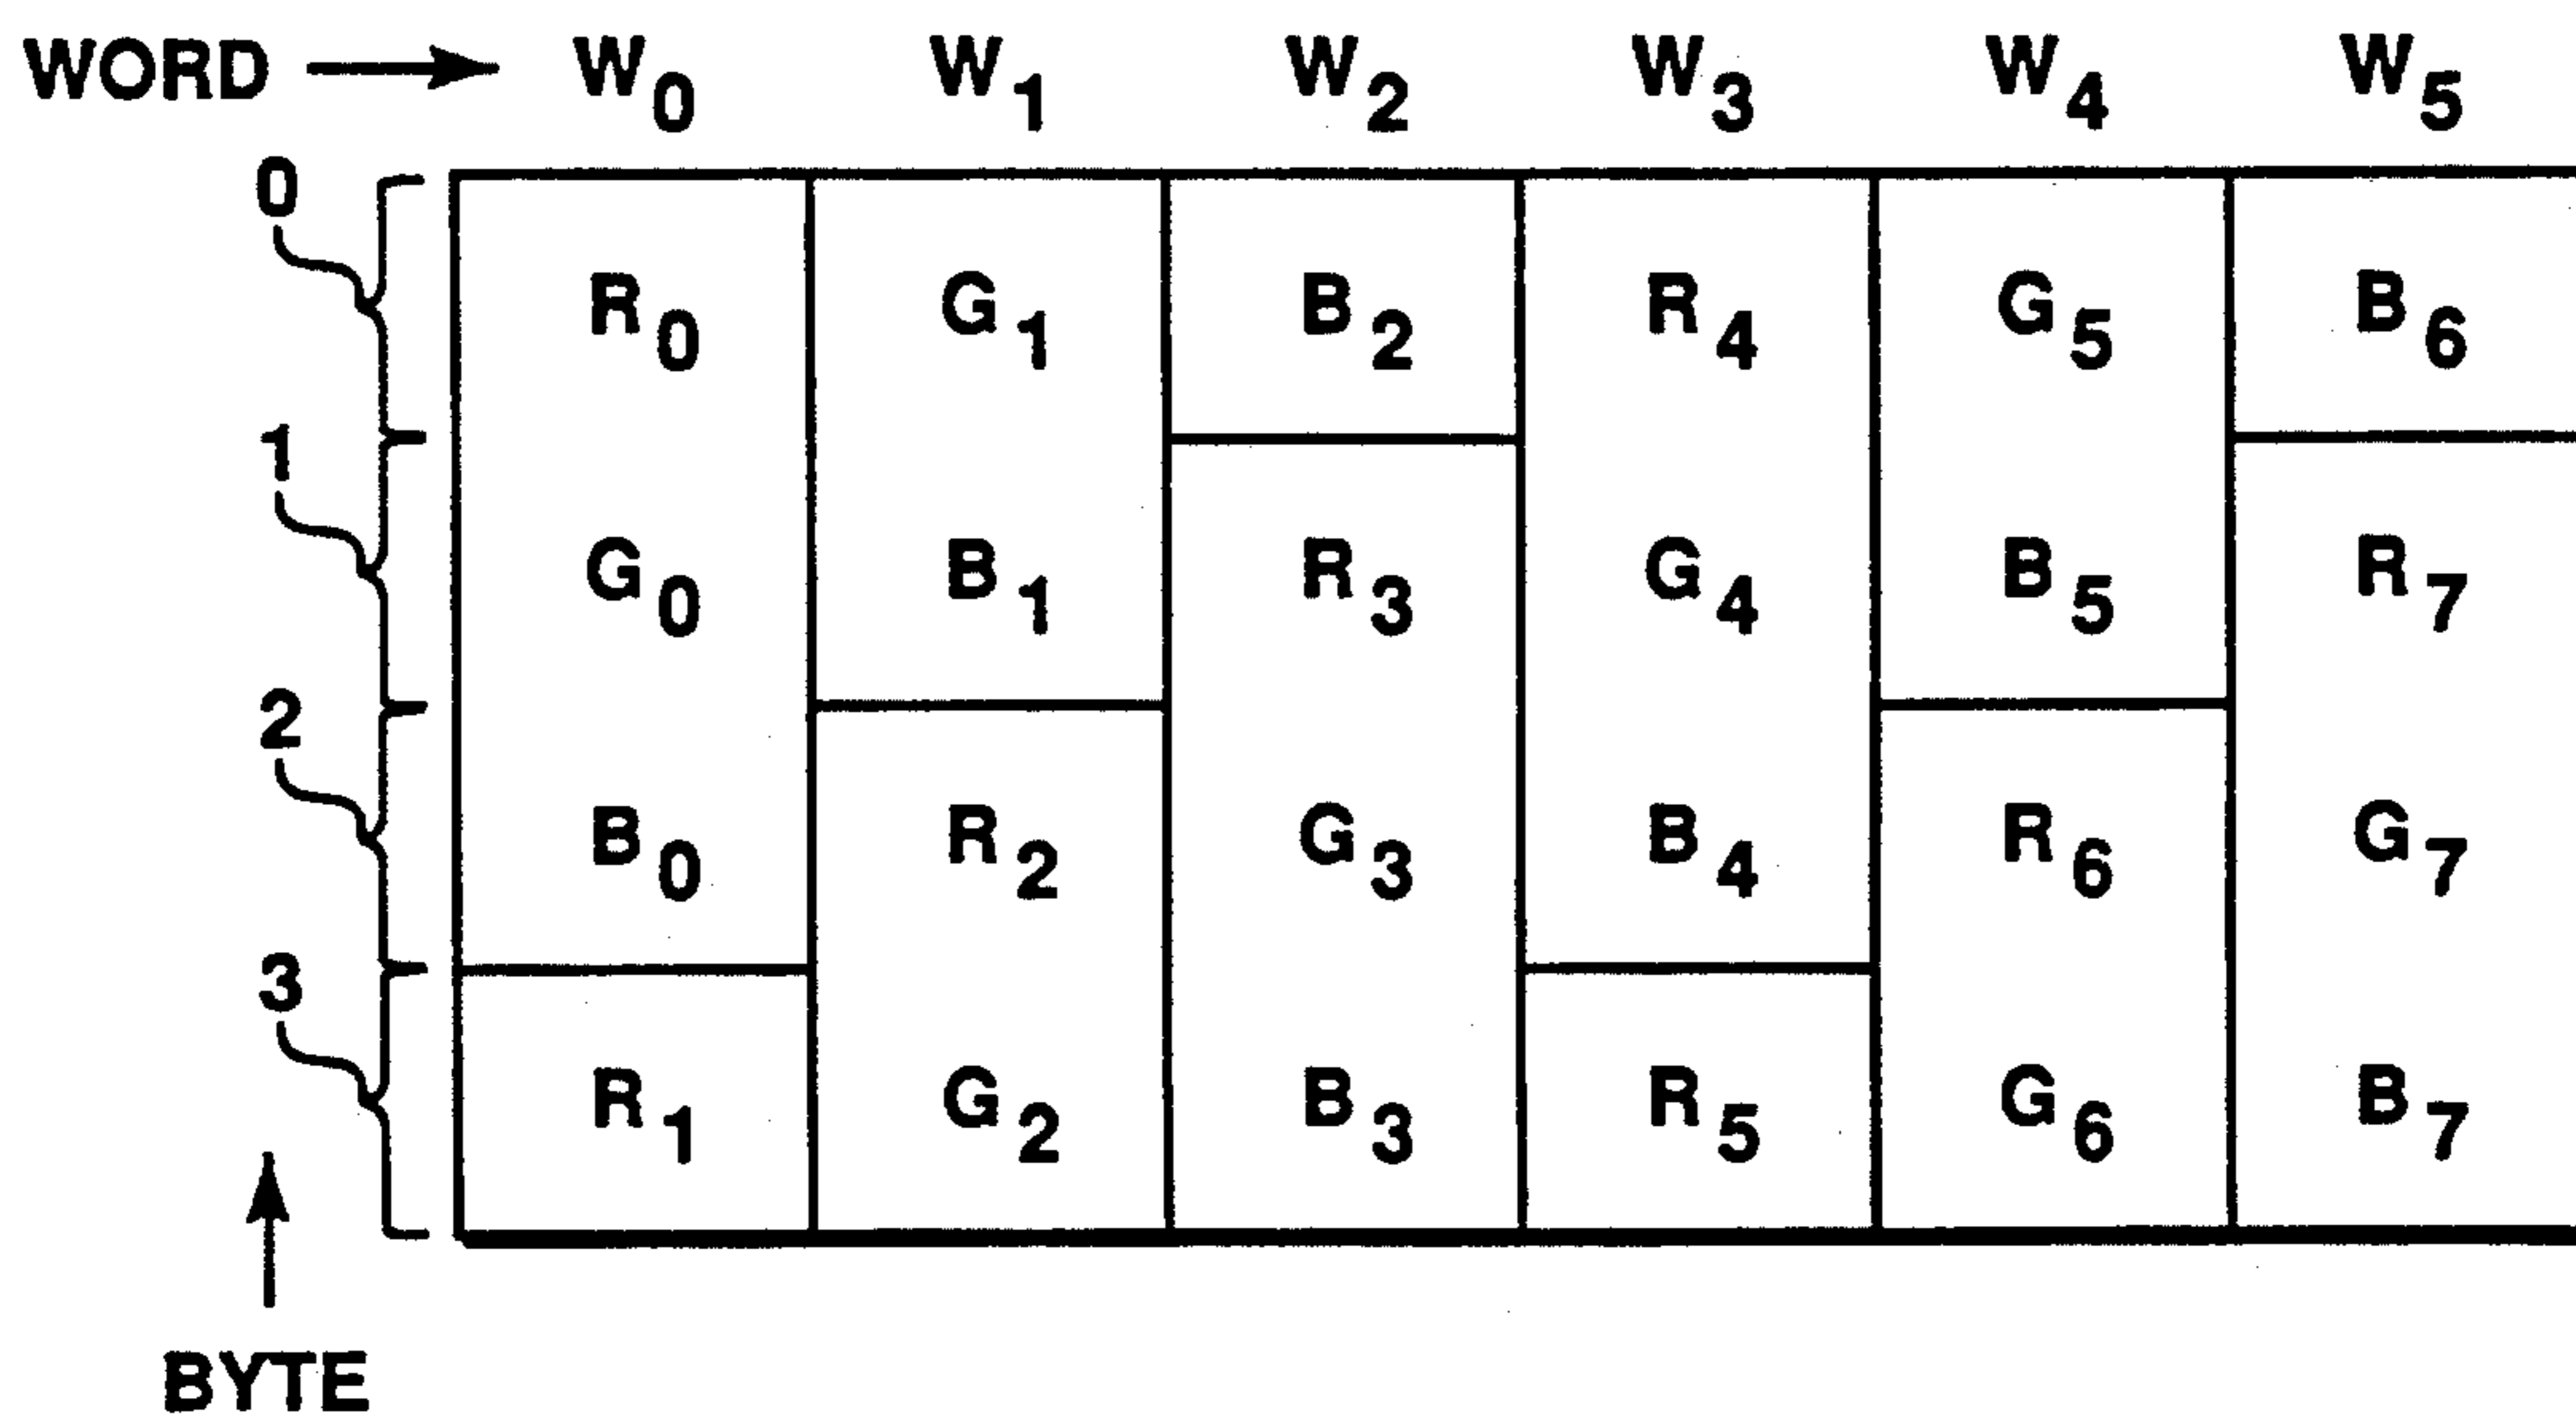 WORD W0 W1 W2 W3 W4 W5
0 R0 G1 B2 R4 G5 B6
1 G0 B1 R3 G4 B5 R7
2 B0 R2 G3 B4 R6 G7
3 R1 G2 B3 R5 G6 B7
BYTE